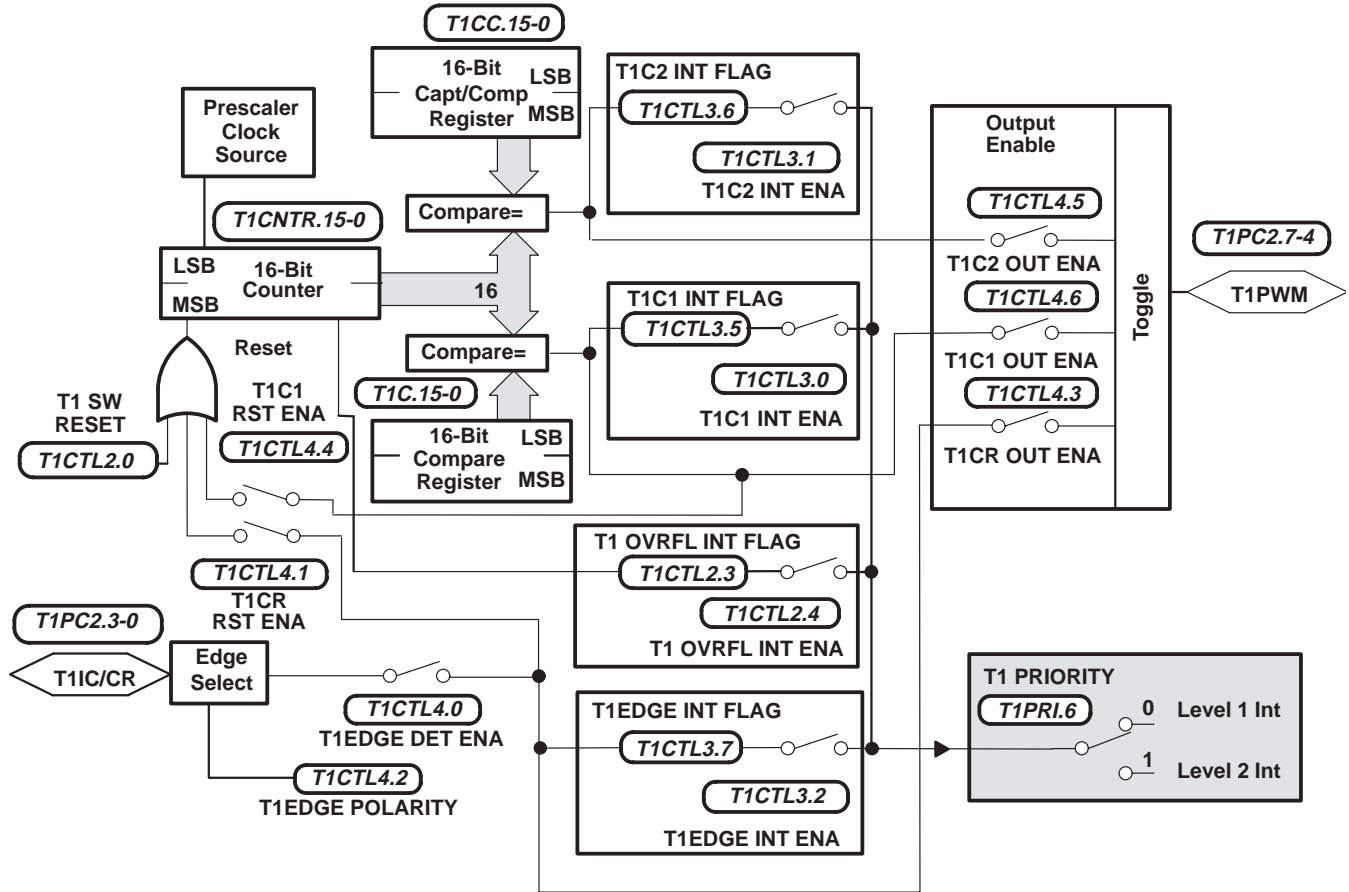 T1CC.15-0
16-Bit
Capt/Comp
Register
LSB
MSB
Prescaler
Clock
Source
T1CNTR.15-0
LSB
MSB
16-Bit
Counter
16
Compare=
Compare=
T1C.15-0
16-Bit
Compare
Register
LSB
MSB
Reset
T1 SW
RESET
T1CTL2.0
T1C1
RST ENA
T1CTL4.4
T1CTL4.1
T1CR
RST ENA
T1PC2.3-0
T1IC/CR
Edge
Select
T1CTL4.0
T1EDGE DET ENA
T1CTL4.2
T1EDGE POLARITY
T1C2 INT FLAG
T1CTL3.6
T1CTL3.1
T1C2 INT ENA
T1C1 INT FLAG
T1CTL3.5
T1CTL3.0
T1C1 INT ENA
T1 OVRFL INT FLAG
T1CTL2.3
T1CTL2.4
T1 OVRFL INT ENA
T1EDGE INT FLAG
T1CTL3.7
T1CTL3.2
T1EDGE INT ENA
Output
Enable
T1CTL4.5
T1C2 OUT ENA
T1CTL4.6
T1C1 OUT ENA
T1CTL4.3
T1CR OUT ENA
Toggle
T1PC2.7-4
T1PWM
T1 PRIORITY
T1PRI.6
0 Level 1 Int
1 Level 2 Int